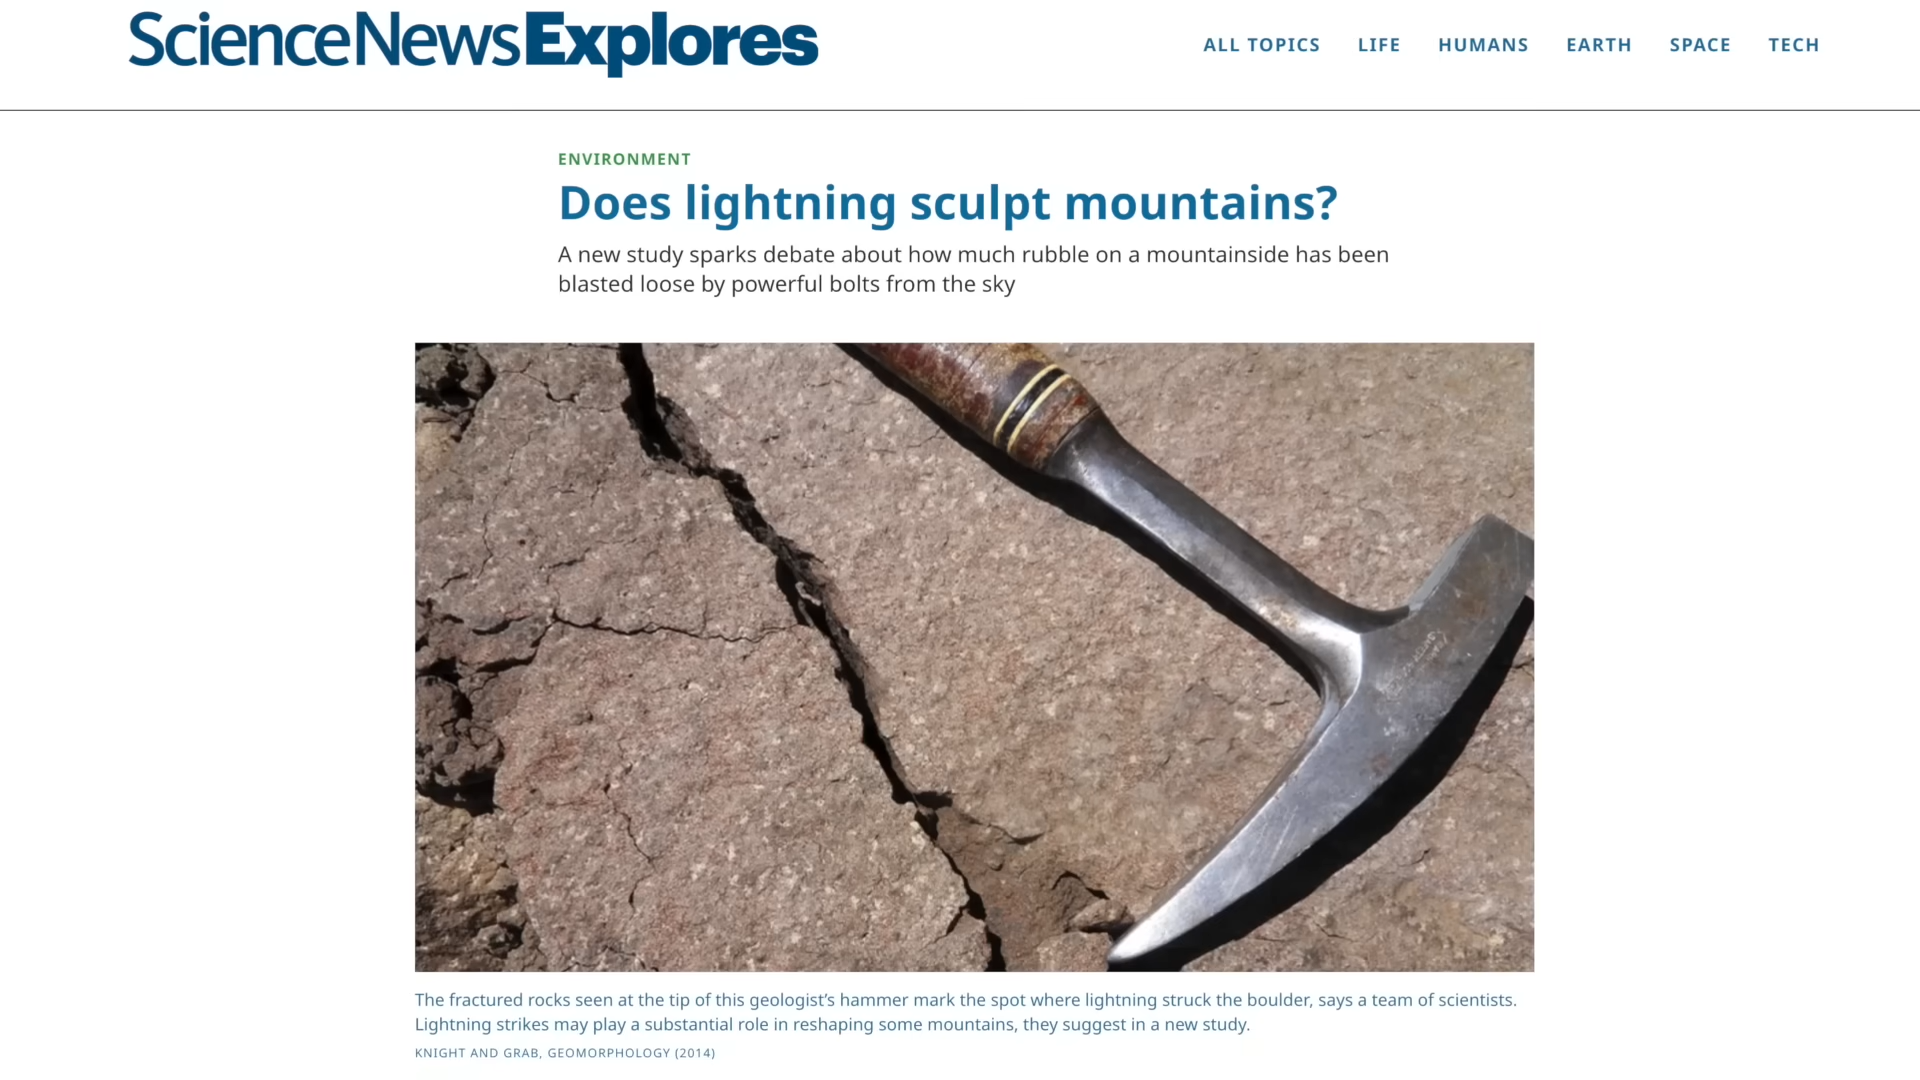 ScienceNewsExplores
ALL TOPICS LIFE HUMANS EARTH SPACE TECH
ENVIRONMENT
Does lightning sculpt mountains?
A new study sparks debate about how much rubble on a mountainside has been
blasted loose by powerful bolts from the sky
The fractured rocks seen at the tip of this geologist’s hammer mark the spot where lightning struck the boulder, says a team of scientists.
Lightning strikes may play a substantial role in reshaping some mountains, they suggest in a new study.
KNIGHT AND GRAB, GEOMORPHOLOGY (2014)